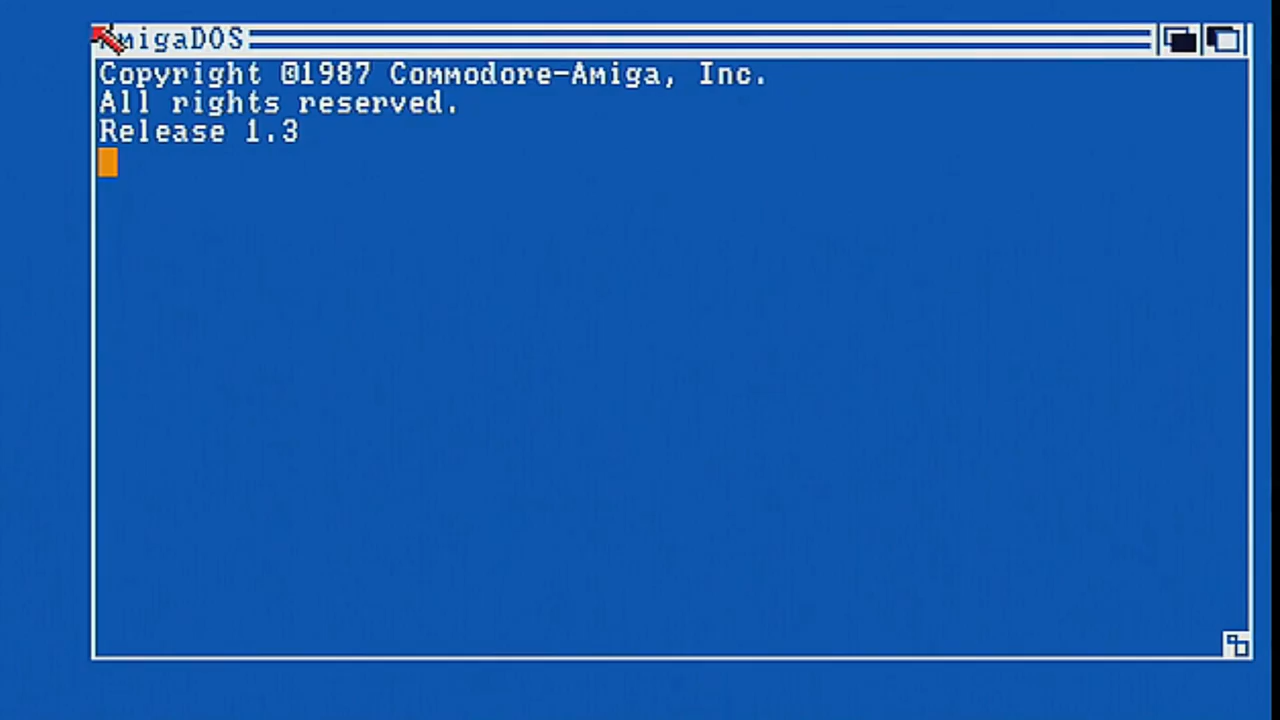 AmigaDOS
Copyright ©1987 Commodore-Amiga, Inc.
All rights reserved.
Release 1.3